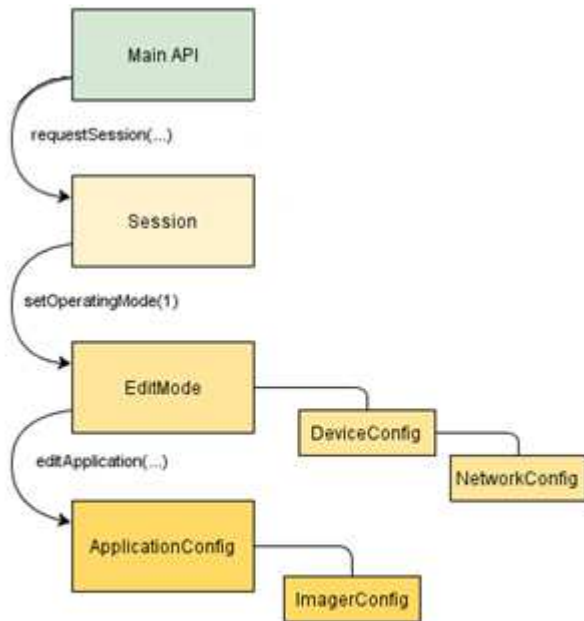 Main API
requestSession(...)
Session
setOperatingMode(1)
EditMode
DeviceConfig
NetworkConfig
editApplication(...)
ApplicationConfig
ImagerConfig